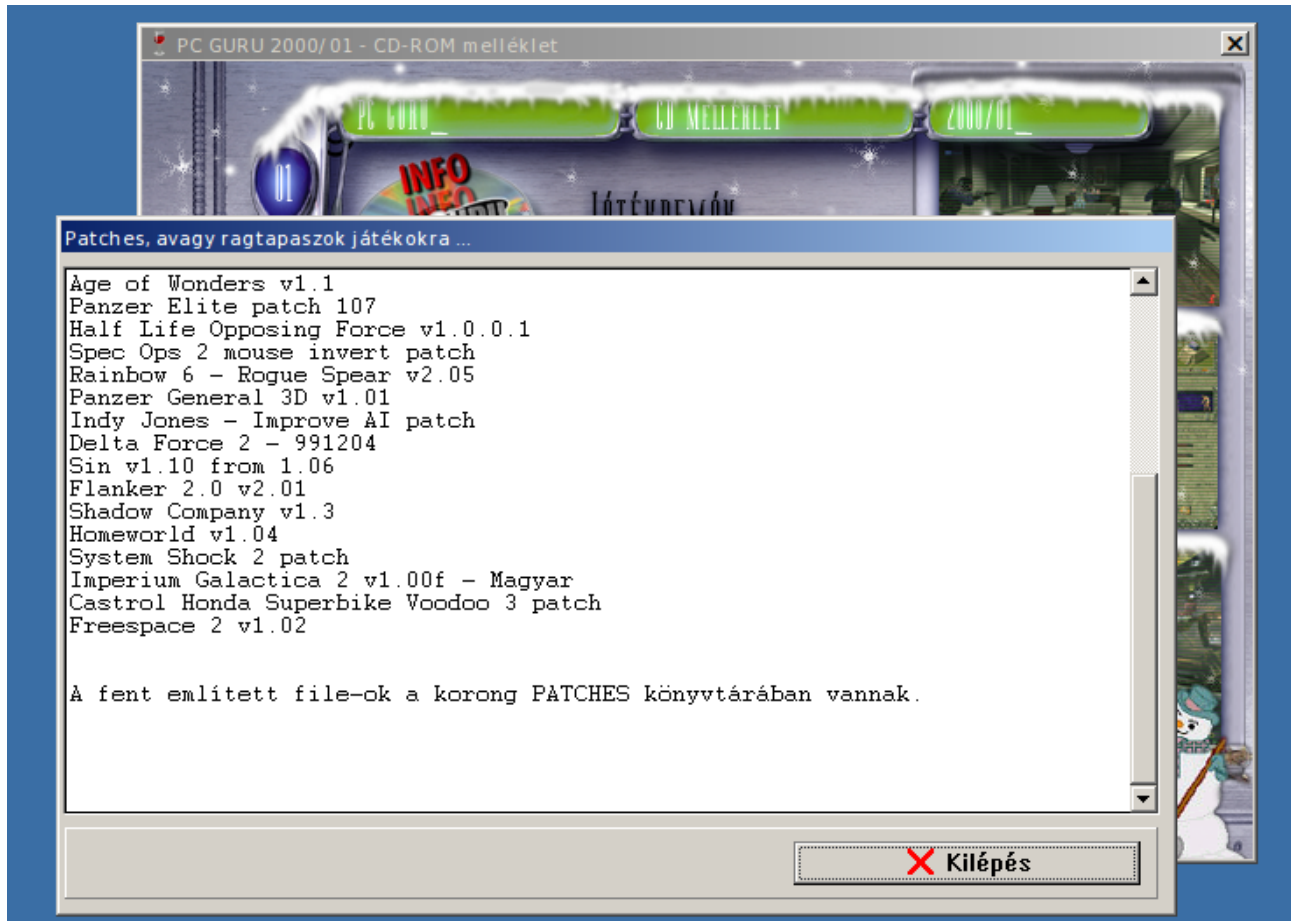 PC GURU 2000/01 - CD-ROM melléklet
PC GURU_
CD MELLÉKLET
2000/01_
01
INFO
INFO
JÁTÉKDEMÓK
Patches, avagy ragtapaszok játékokra ...
Age of Wonders v1.1
Panzer Elite patch 107
Half Life Opposing Force v1.0.0.1
Spec Ops 2 mouse invert patch
Rainbow 6 – Rogue Spear v2.05
Panzer General 3D v1.01
Indy Jones – Improve AI patch
Delta Force 2 – 991204
Sin v1.10 from 1.06
Flanker 2.0 v2.01
Shadow Company v1.3
Homeworld v1.04
System Shock 2 patch
Imperium Galactica 2 v1.00f – Magyar
Castrol Honda Superbike Voodoo 3 patch
Freespace 2 v1.02
A fent említett file-ok a korong PATCHES könyvtárában vannak.
Kilépés